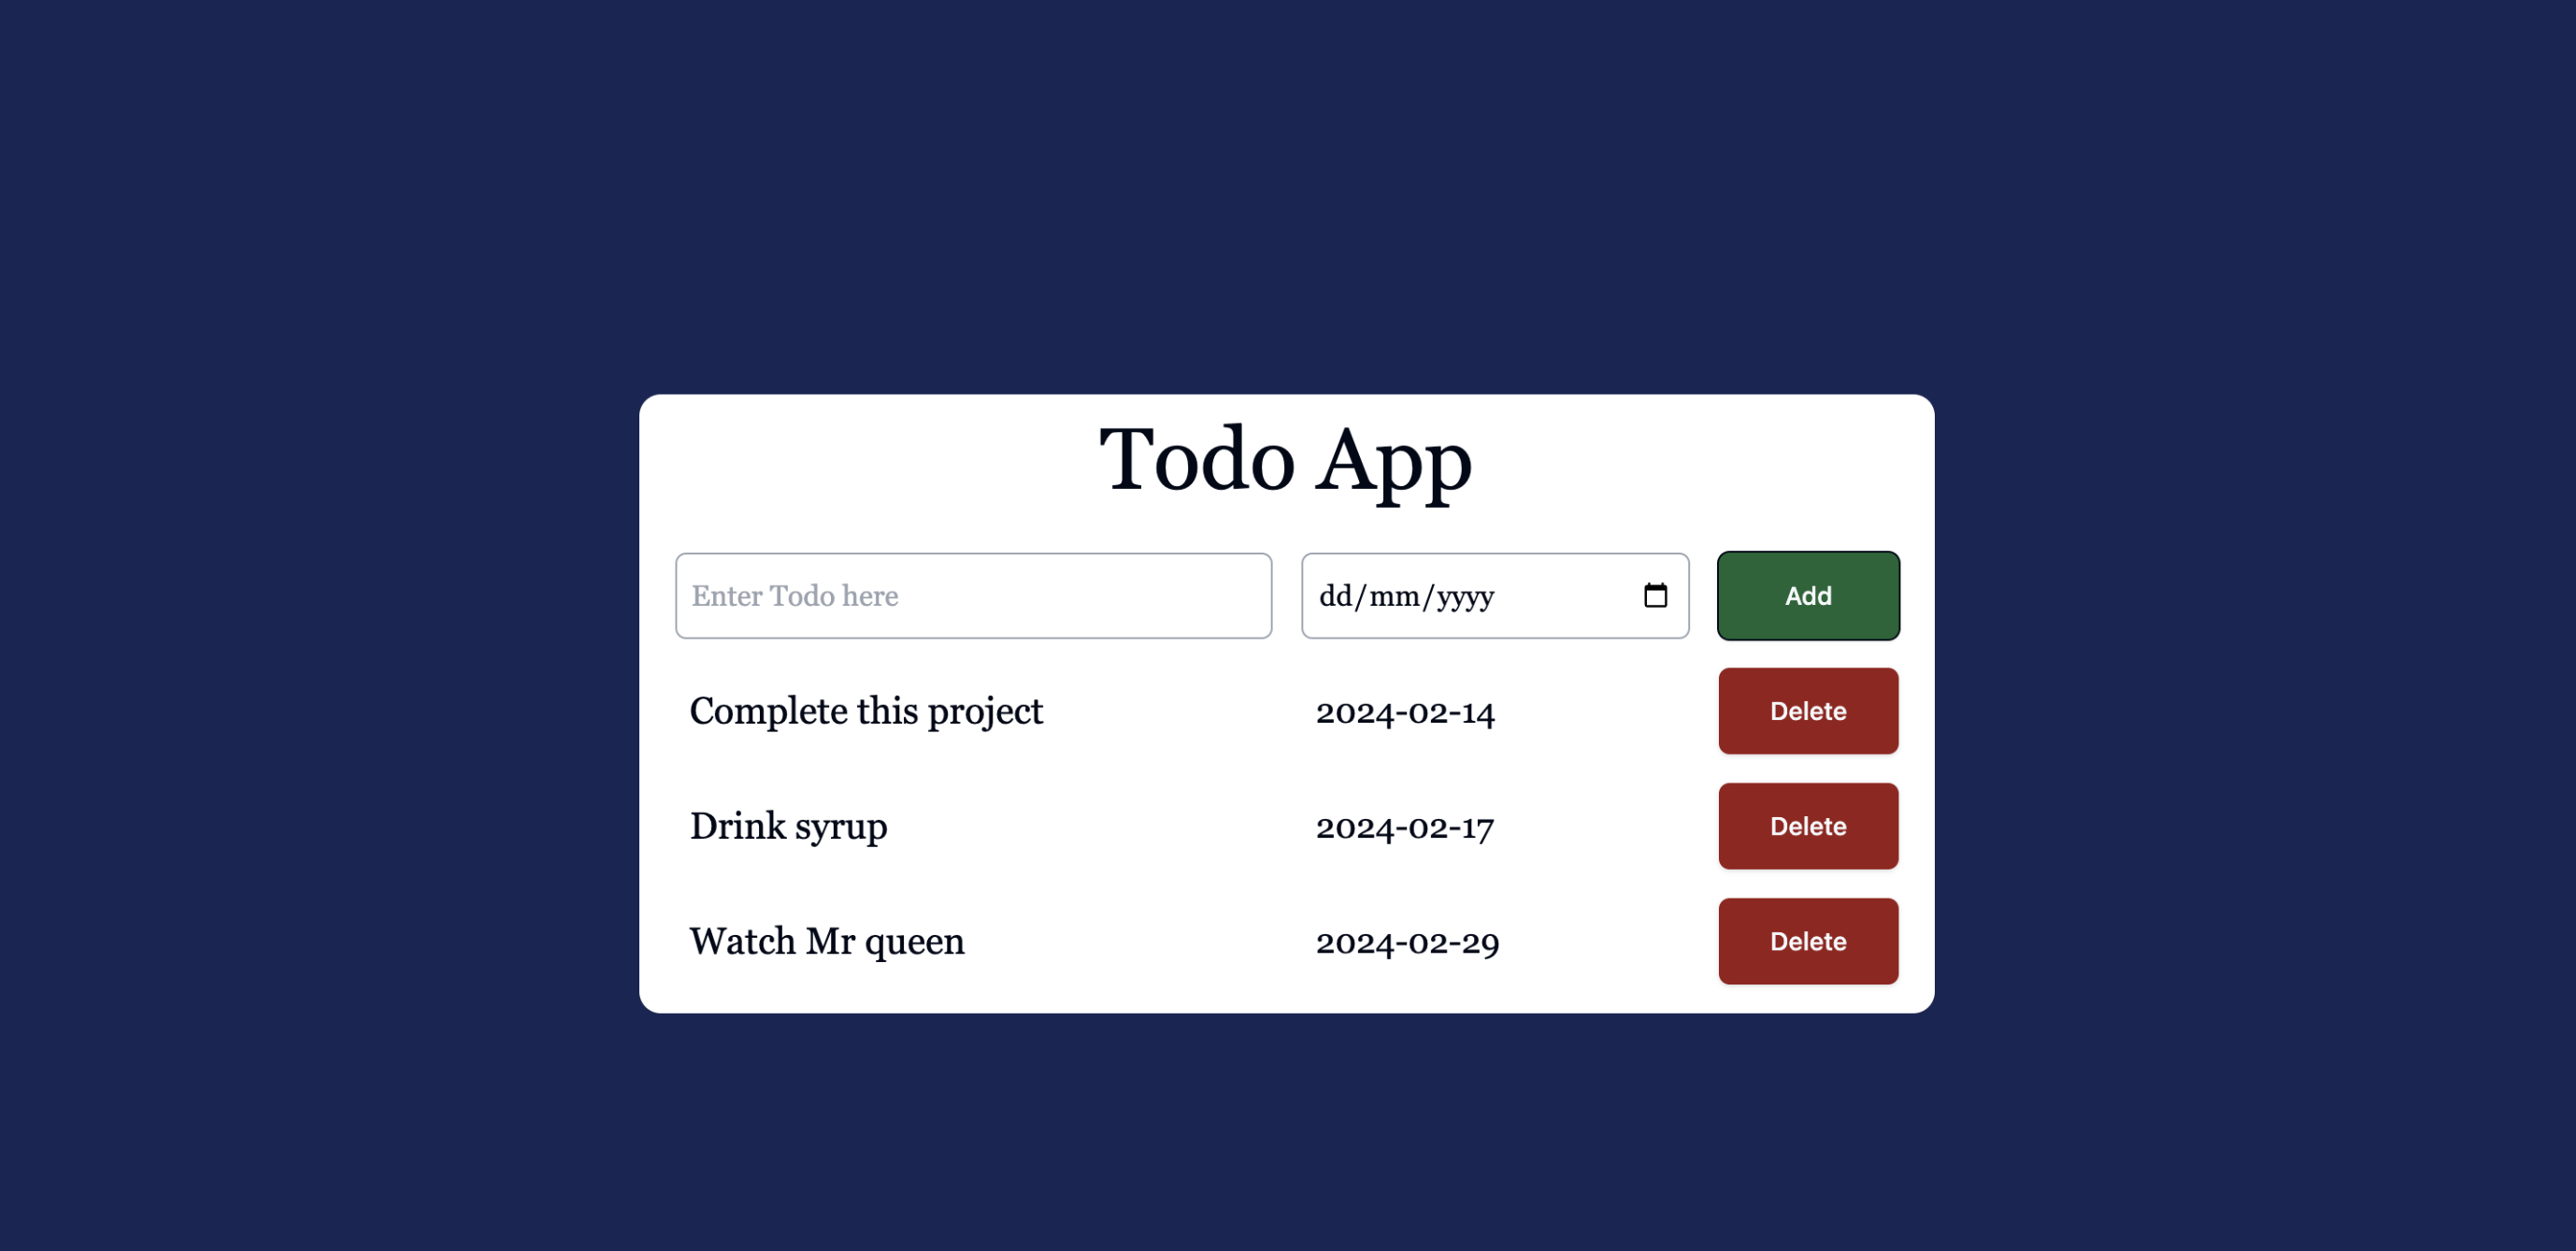 Todo App
Enter Todo here dd/mm/yyyy Add
Complete this project 2024-02-14 Delete
Drink syrup 2024-02-17 Delete
Watch Mr queen 2024-02-29 Delete